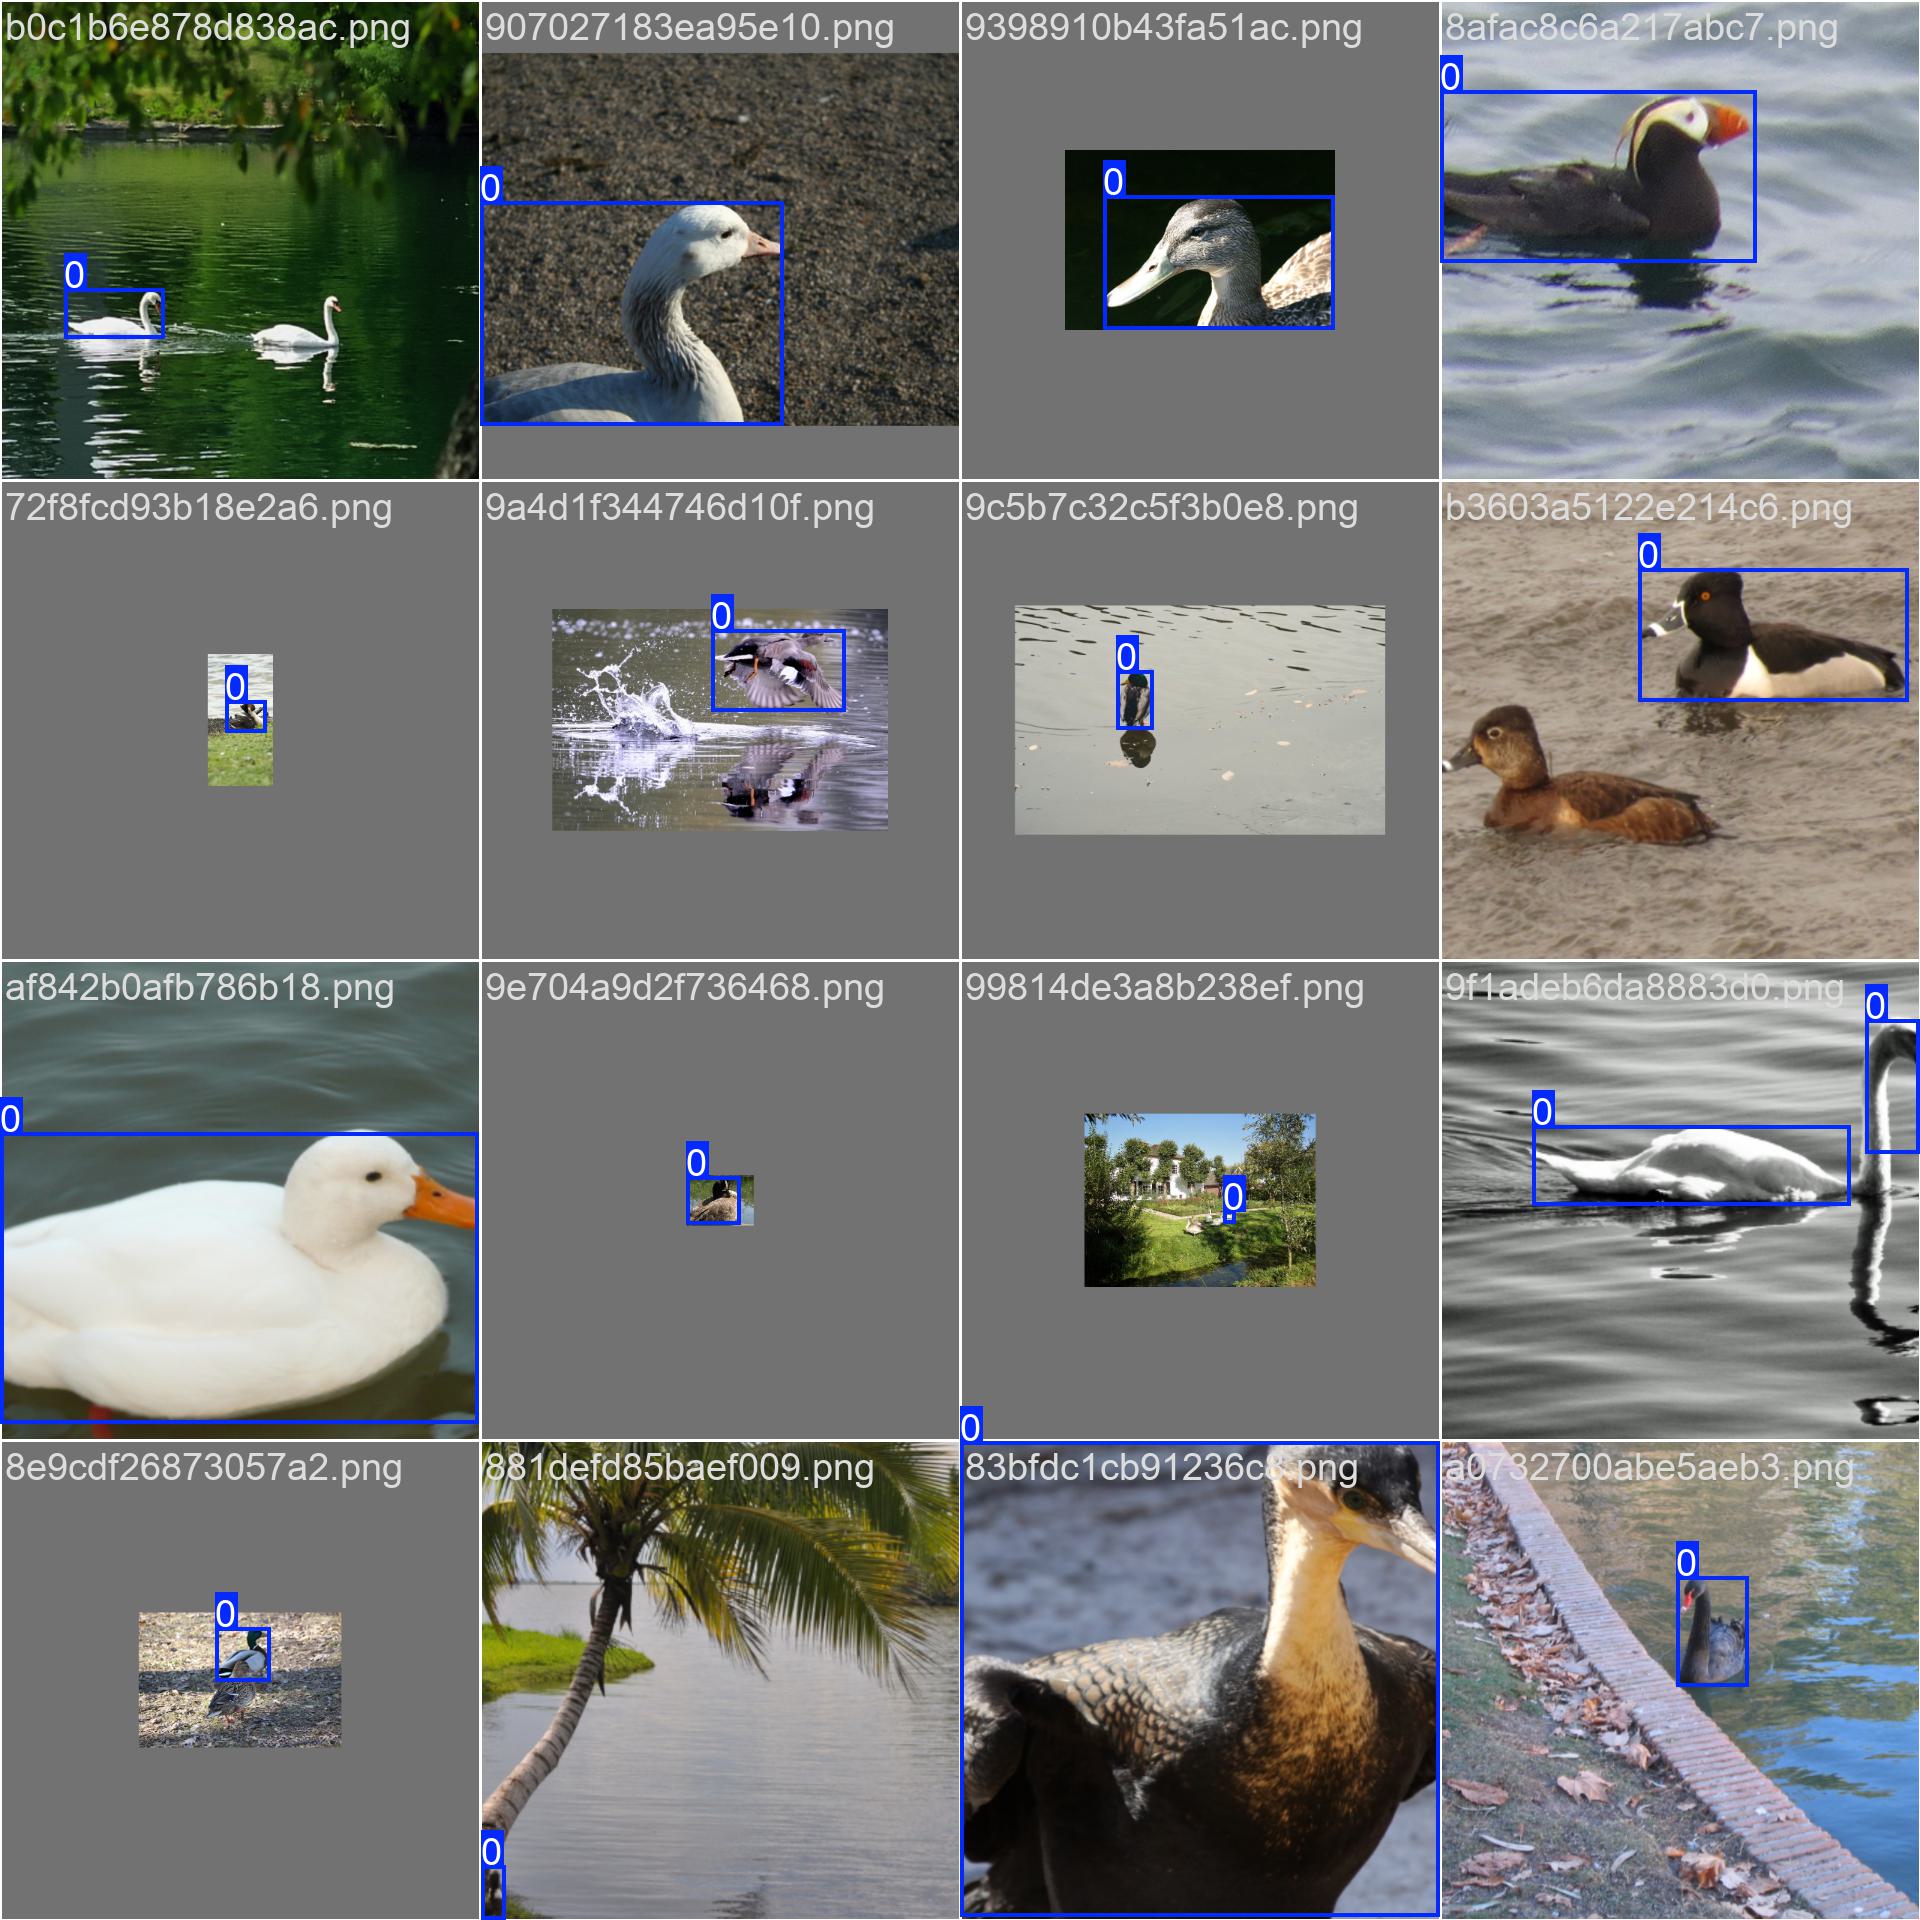 b0c1b6e878d838ac.png
907027183ea95e10.png
9398910b43fa51ac.png
8afac8c6a217abc7.png
0
0
0
0
72f8fcd93b18e2a6.png
9a4d1f344746d10f.png
9c5b7c32c5f3b0e8.png
b3603a5122e214c6.png
0
0
0
0
af842b0afb786b18.png
9e704a9d2f736468.png
99814de3a8b238ef.png
9f1adeb6da8883d0.png
0
0
0
0
0
8e9cdf26873057a2.png
881defd85baef009.png
0
83bfdc1cb91236c8.png
a0732700abe5aeb3.png
0
0
0